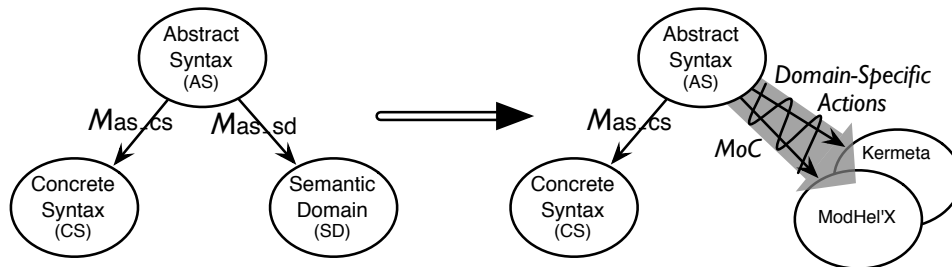 Abstract
Syntax
(AS)
Mas_cs
Mas_sd
Concrete
Syntax
(CS)
Semantic
Domain
(SD)
Abstract
Syntax
(AS)
Domain-Specific
Actions
Mas_cs
MoC
Kermeta
Concrete
Syntax
(CS)
ModHel'X